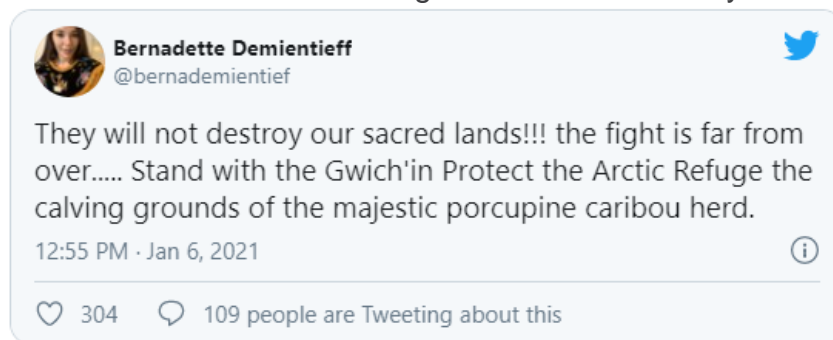 Bernadette Demientieff
@bernademientief
They will not destroy our sacred lands!!! the fight is far from
over..... Stand with the Gwich'in Protect the Arctic Refuge the
calving grounds of the majestic porcupine caribou herd.
12:55 PM · Jan 6, 2021
304 109 people are Tweeting about this